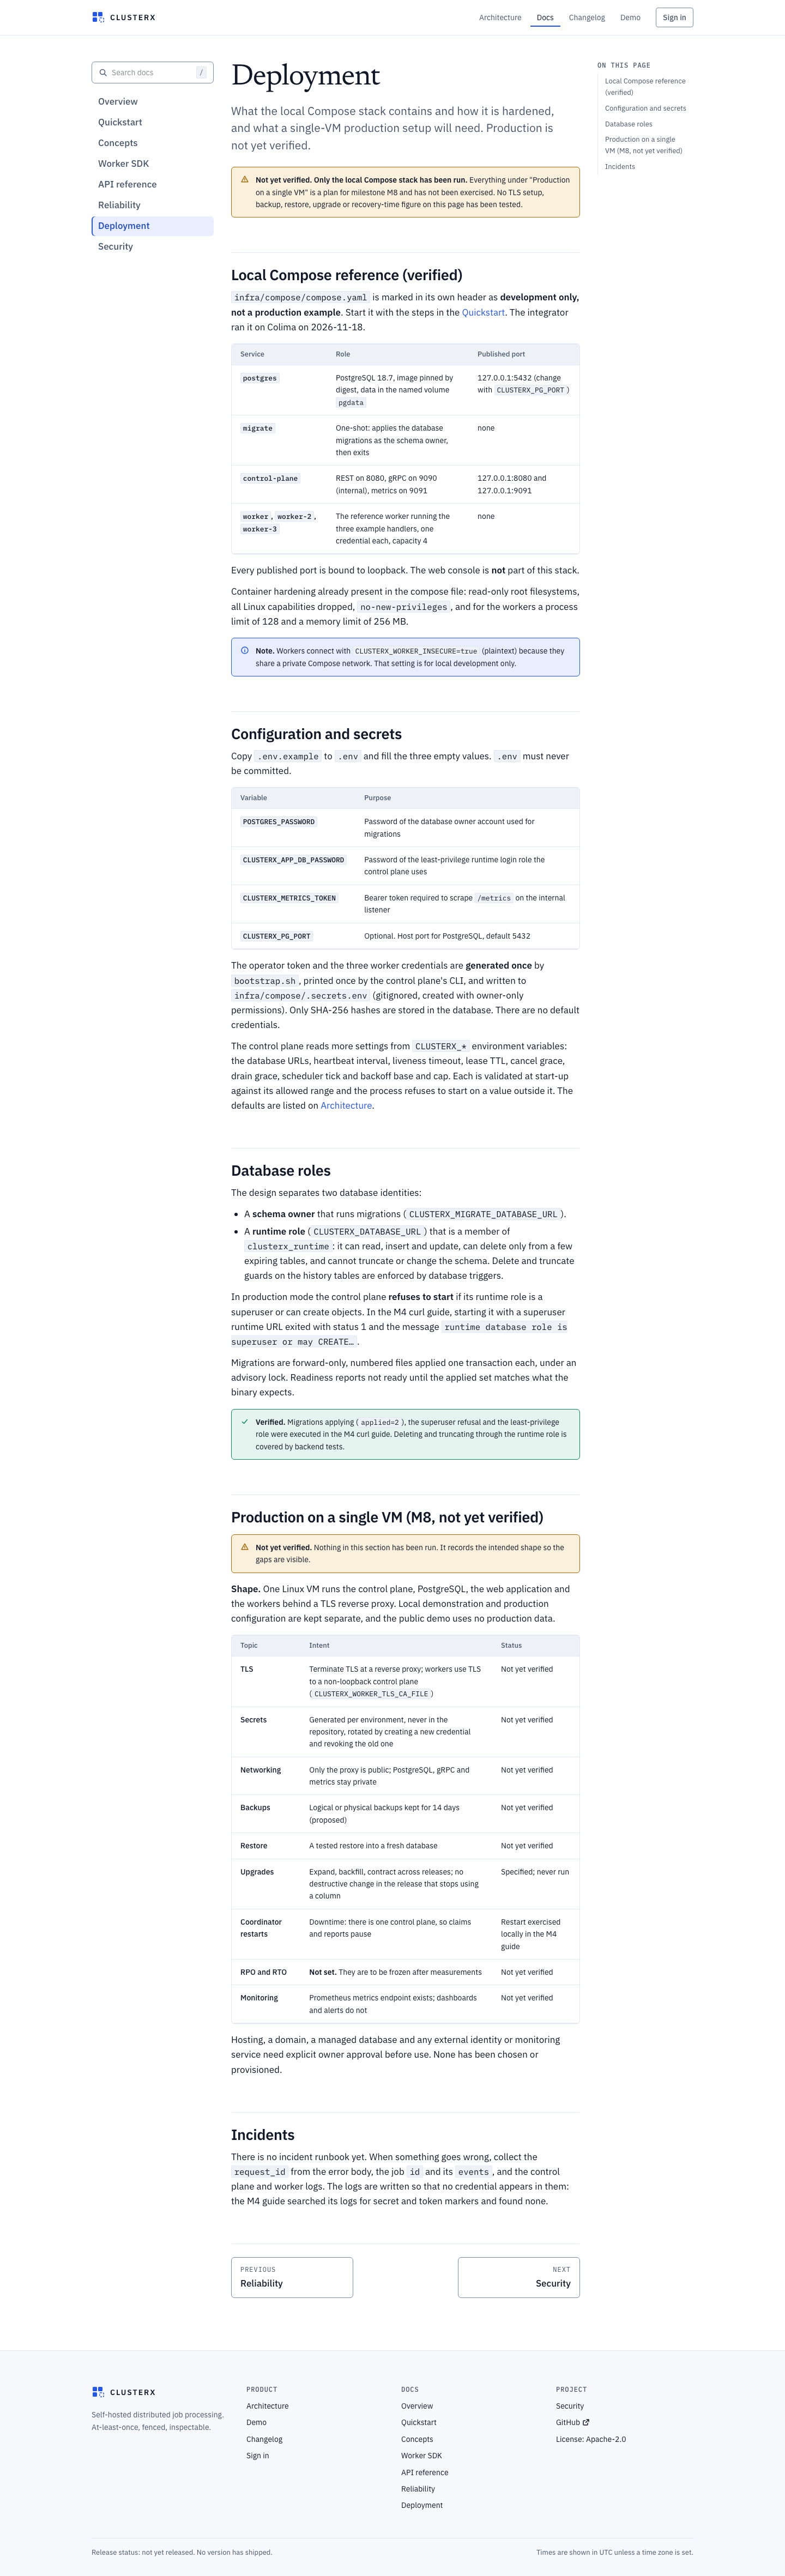 CLUSTERX
Architecture
Docs
Changelog
Demo
Sign in
Search docs
/
Overview
Quickstart
Concepts
Worker SDK
API reference
Reliability
Deployment
Security
Deployment
What the local Compose stack contains and how it is hardened,
and what a single-VM production setup will need. Production is
not yet verified.
Not yet verified. Only the local Compose stack has been run. Everything under "Production
on a single VM" is a plan for milestone M8 and has not been exercised. No TLS setup,
backup, restore, upgrade or recovery-time figure on this page has been tested.
ON THIS PAGE
Local Compose reference
(verified)
Configuration and secrets
Database roles
Production on a single
VM (M8, not yet verified)
Incidents
Local Compose reference (verified)
infra/compose/compose.yaml is marked in its own header as development only,
not a production example. Start it with the steps in the Quickstart. The integrator
ran it on Colima on 2026-11-18.
Service
Role
Published port
postgres
PostgreSQL 18.7, image pinned by
digest, data in the named volume
pgdata
127.0.0.1:5432 (change
with CLUSTERX_PG_PORT)
migrate
One-shot: applies the database
migrations as the schema owner,
then exits
none
control-plane
REST on 8080, gRPC on 9090
(internal), metrics on 9091
127.0.0.1:8080 and
127.0.0.1:9091
worker, worker-2,
worker-3
The reference worker running the
three example handlers, one
credential each, capacity 4
none
Every published port is bound to loopback. The web console is not part of this stack.
Container hardening already present in the compose file: read-only root filesystems,
all Linux capabilities dropped, no-new-privileges, and for the workers a process
limit of 128 and a memory limit of 256 MB.
Note. Workers connect with CLUSTERX_WORKER_INSECURE=true (plaintext) because they
share a private Compose network. That setting is for local development only.
Configuration and secrets
Copy .env.example to .env and fill the three empty values. .env must never
be committed.
Variable
Purpose
POSTGRES_PASSWORD
Password of the database owner account used for
migrations
CLUSTERX_APP_DB_PASSWORD
Password of the least-privilege runtime login role the
control plane uses
CLUSTERX_METRICS_TOKEN
Bearer token required to scrape /metrics on the internal
listener
CLUSTERX_PG_PORT
Optional. Host port for PostgreSQL, default 5432
The operator token and the three worker credentials are generated once by
bootstrap.sh, printed once by the control plane's CLI, and written to
infra/compose/.secrets.env (gitignored, created with owner-only
permissions). Only SHA-256 hashes are stored in the database. There are no default
credentials.
The control plane reads more settings from CLUSTERX_* environment variables:
the database URLs, heartbeat interval, liveness timeout, lease TTL, cancel grace,
drain grace, scheduler tick and backoff base and cap. Each is validated at start-up
against its allowed range and the process refuses to start on a value outside it. The
defaults are listed on Architecture.
Database roles
The design separates two database identities:
• A schema owner that runs migrations (CLUSTERX_MIGRATE_DATABASE_URL).
• A runtime role (CLUSTERX_DATABASE_URL) that is a member of
clusterx_runtime: it can read, insert and update, can delete only from a few
expiring tables, and cannot truncate or change the schema. Delete and truncate
guards on the history tables are enforced by database triggers.
In production mode the control plane refuses to start if its runtime role is a
superuser or can create objects. In the M4 curl guide, starting it with a superuser
runtime URL exited with status 1 and the message runtime database role is
superuser or may CREATE….
Migrations are forward-only, numbered files applied one transaction each, under an
advisory lock. Readiness reports not ready until the applied set matches what the
binary expects.
Verified. Migrations applying (applied=2), the superuser refusal and the least-privilege
role were executed in the M4 curl guide. Deleting and truncating through the runtime role is
covered by backend tests.
Production on a single VM (M8, not yet verified)
Not yet verified. Nothing in this section has been run. It records the intended shape so the
gaps are visible.
Shape. One Linux VM runs the control plane, PostgreSQL, the web application and
the workers behind a TLS reverse proxy. Local demonstration and production
configuration are kept separate, and the public demo uses no production data.
Topic
Intent
Status
TLS
Terminate TLS at a reverse proxy; workers use TLS
to a non-loopback control plane
(CLUSTERX_WORKER_TLS_CA_FILE)
Not yet verified
Secrets
Generated per environment, never in the
repository, rotated by creating a new credential
and revoking the old one
Not yet verified
Networking
Only the proxy is public; PostgreSQL, gRPC and
metrics stay private
Not yet verified
Backups
Logical or physical backups kept for 14 days
(proposed)
Not yet verified
Restore
A tested restore into a fresh database
Not yet verified
Upgrades
Expand, backfill, contract across releases; no
destructive change in the release that stops using
a column
Specified; never run
Coordinator
restarts
Downtime: there is one control plane, so claims
and reports pause
Restart exercised
locally in the M4
guide
RPO and RTO
Not set. They are to be frozen after measurements
Not yet verified
Monitoring
Prometheus metrics endpoint exists; dashboards
and alerts do not
Not yet verified
Hosting, a domain, a managed database and any external identity or monitoring
service need explicit owner approval before use. None has been chosen or
provisioned.
Incidents
There is no incident runbook yet. When something goes wrong, collect the
request_id from the error body, the job id and its events, and the control
plane and worker logs. The logs are written so that no credential appears in them:
the M4 guide searched its logs for secret and token markers and found none.
PREVIOUS
Reliability
NEXT
Security
CLUSTERX
Self-hosted distributed job processing.
At-least-once, fenced, inspectable.
PRODUCT
Architecture
Demo
Changelog
Sign in
DOCS
Overview
Quickstart
Concepts
Worker SDK
API reference
Reliability
Deployment
PROJECT
Security
GitHub
License: Apache-2.0
Release status: not yet released. No version has shipped.
Times are shown in UTC unless a time zone is set.